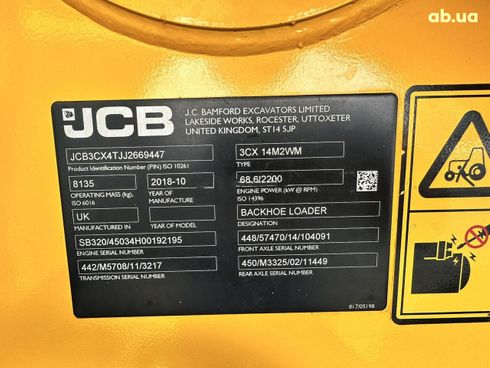 ab.ua
JCB
J.C. BAMFORD EXCAVATORS LIMITED
LAKESIDE WORKS, ROCESTER, UTTOXETER
UNITED KINGDOM, ST14 5JP
JCB3CX4TJJ2669447
Product Identification Number (PIN) ISO 10261
8135
OPERATING MASS (kg),
ISO 6016
2018-10
YEAR OF
MANUFACTURE
UK
MANUFACTURED IN
YEAR OF MODEL
SB320/45034H00192195
ENGINE SERIAL NUMBER
442/M5708/11/3217
TRANSMISSION SERIAL NUMBER
3CX 14M2WM
TYPE
68.6/2200
ENGINE POWER (kW @ RPM)
ISO 14396
BACKHOE LOADER
DESIGNATION
448/57470/14/104091
FRONT AXLE SERIAL NUMBER
450/M3325/02/11449
REAR AXLE SERIAL NUMBER
817/05198